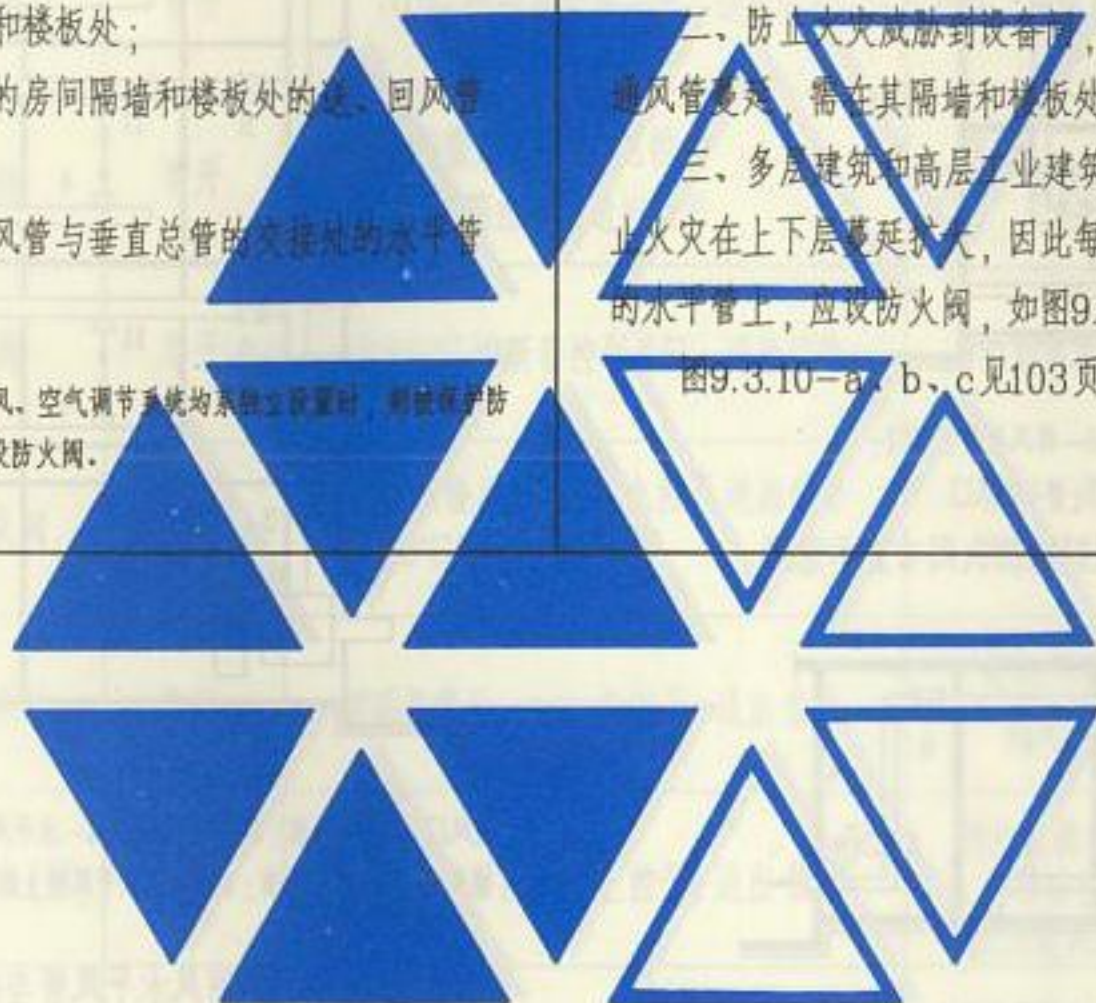 和楼板处;
的房间隔墙和楼板处的送、回风管
风管与垂直总管的交接处的水平管
风、空气调节系统均系独立设置时,则被保护防
设防火阀.
二、防止火灾威胁到设备间,
通风管蔓延,需在其隔墙和楼板处
三、多层建筑和高层工业建筑
止火灾在上下层蔓延扩大,因此每
的水平管上,应设防火阀,如图9.
图9.3.10-a、b、c见103页